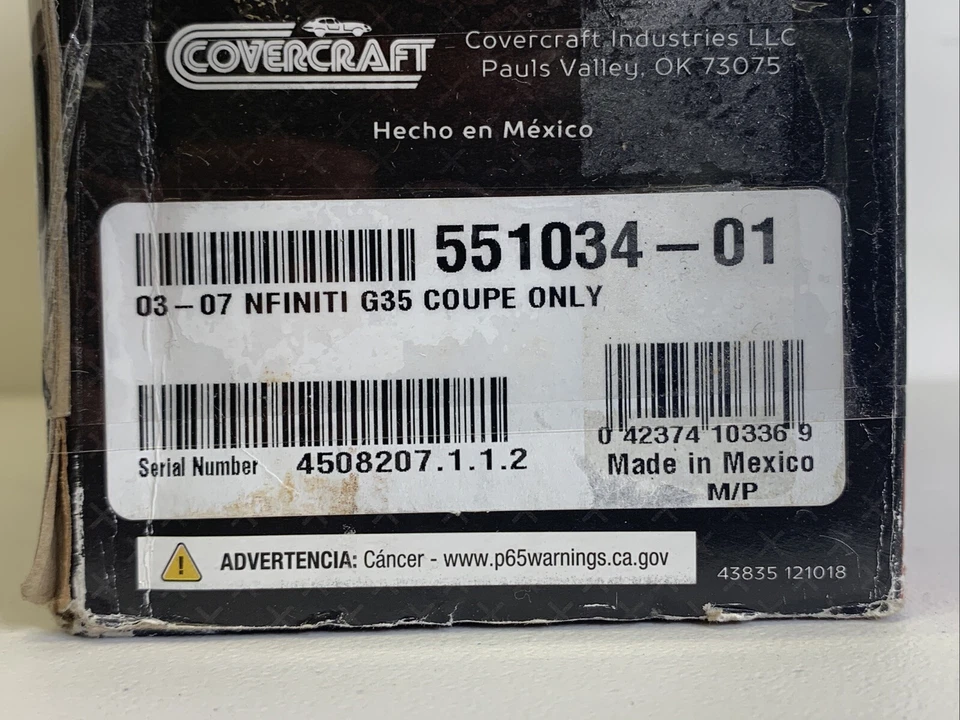 COVERCRAFT
Covercraft Industries LLC
Pauls Valley, OK 73075
Hecho en México
551034-01
03-07 NFINITI G35 COUPE ONLY
0 42374 10336 9
Serial Number 4508207.1.1.2
Made in Mexico
M/P
ADVERTENCIA: Cáncer - www.p65warnings.ca.gov
43835 121018